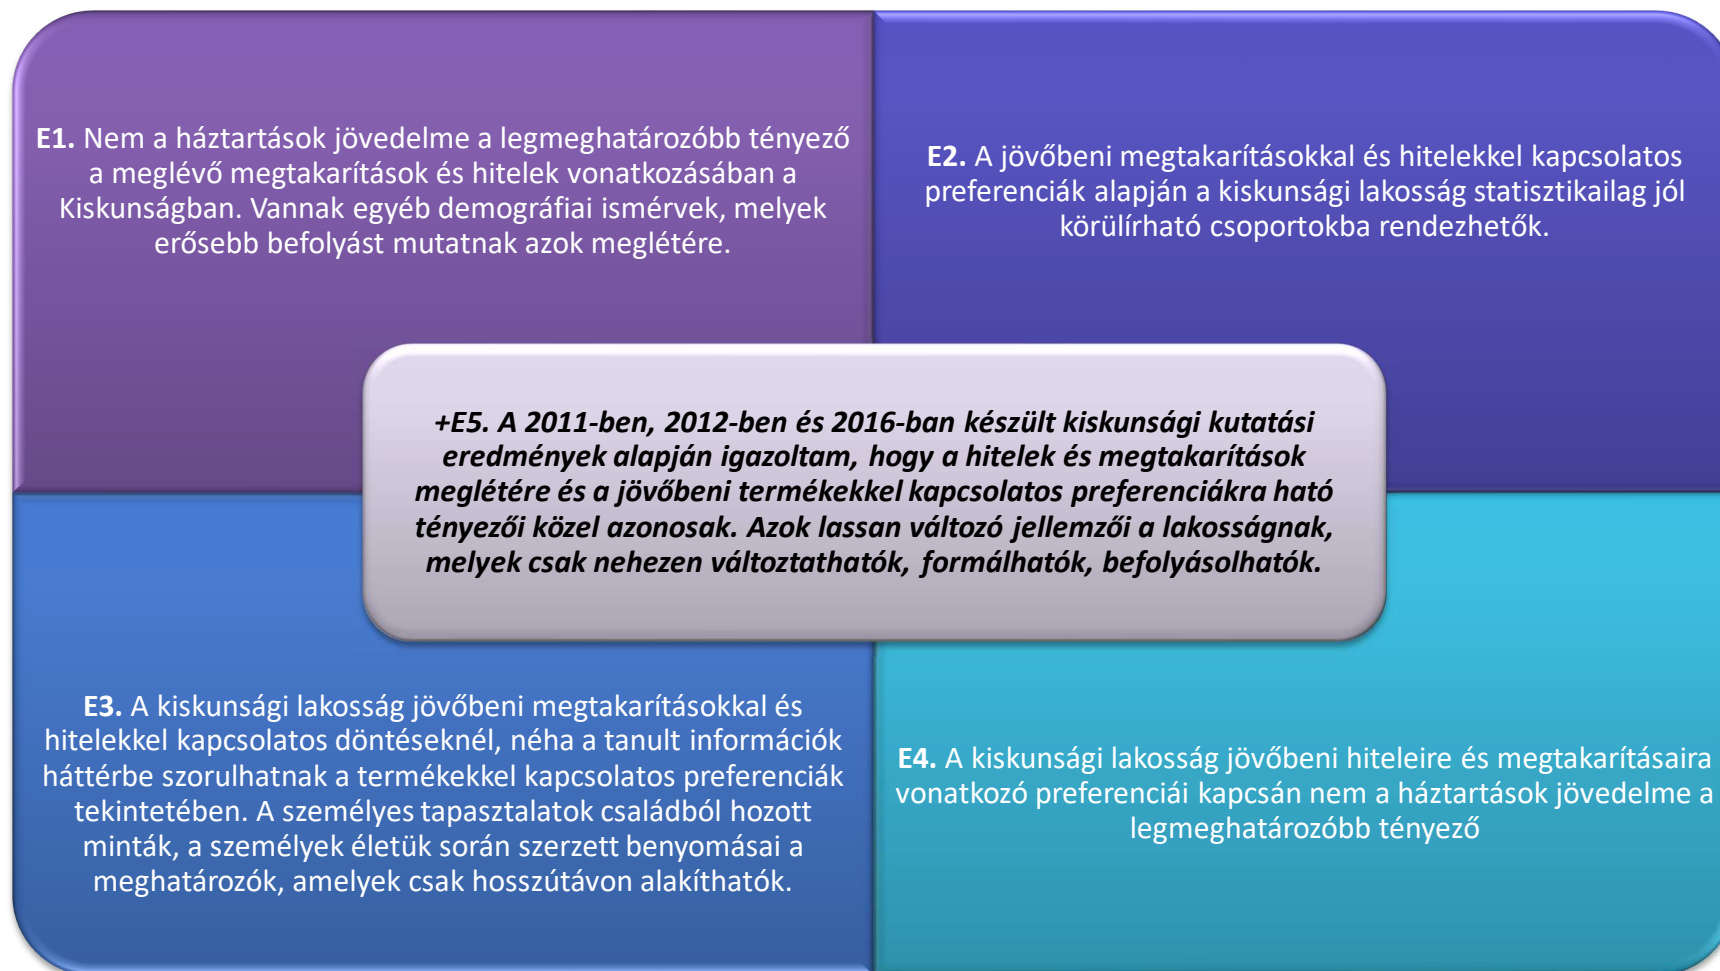 E1. Nem a háztartások jövedelme a legmeghatározóbb tényező
a meglévő megtakarítások és hitelek vonatkozásában a
Kiskunságban. Vannak egyéb demográfiai ismérvek, melyek
erősebb befolyást mutatnak azok meglétére.
E2. A jövőbeni megtakarításokkal és hitelekkel kapcsolatos
preferenciák alapján a kiskunsági lakosság statisztikailag jól
körülírható csoportokba rendezhetők.
+E5. A 2011-ben, 2012-ben és 2016-ban készült kiskunsági kutatási
eredmények alapján igazoltam, hogy a hitelek és megtakarítások
meglétére és a jövőbeni termékekkel kapcsolatos preferenciákra ható
tényezői közel azonosak. Azok lassan változó jellemzői a lakosságnak,
melyek csak nehezen változtathatók, formálhatók, befolyásolhatók.
E3. A kiskunsági lakosság jövőbeni megtakarításokkal és
hitelekkel kapcsolatos döntéseknél, néha a tanult információk
háttérbe szorulhatnak a termékekkel kapcsolatos preferenciák
tekintetében. A személyes tapasztalatok családból hozott
minták, a személyek életük során szerzett benyomásai a
meghatározók, amelyek csak hosszútávon alakíthatók.
E4. A kiskunsági lakosság jövőbeni hiteleire és megtakarításaira
vonatkozó preferenciái kapcsán nem a háztartások jövedelme a
legmeghatározóbb tényező